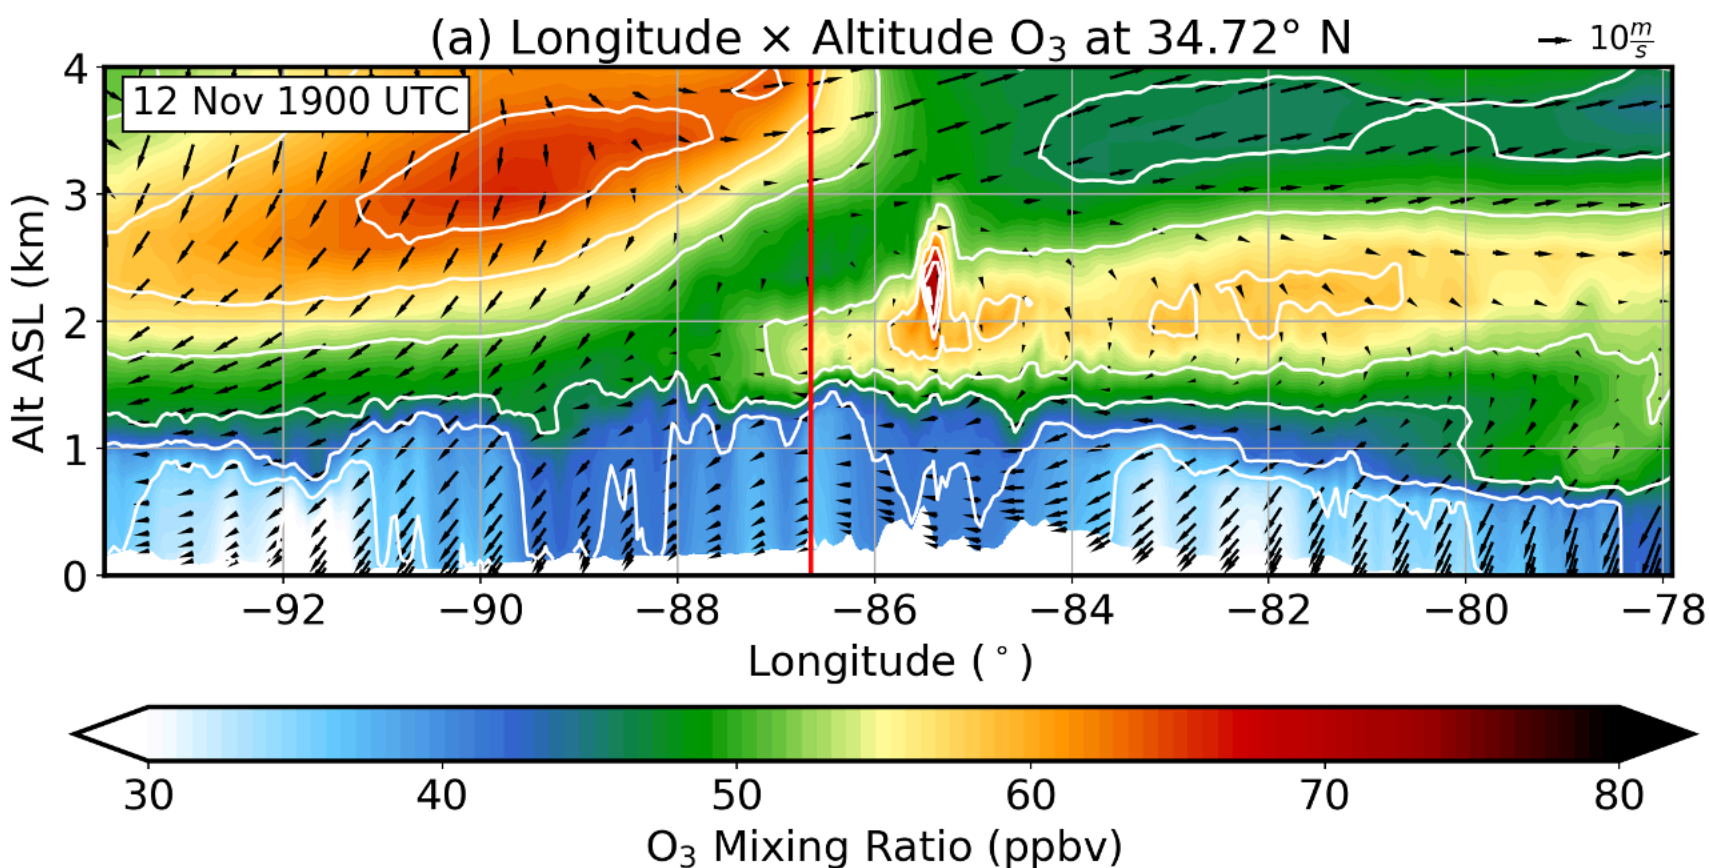 (a) Longitude × Altitude O₃ at 34.72° N
10 m/s
12 Nov 1900 UTC
Alt ASL (km)
4
3
2
1
0
−92 −90 −88 −86 −84 −82 −80 −78
Longitude (°)
30 40 50 60 70 80
O₃ Mixing Ratio (ppbv)